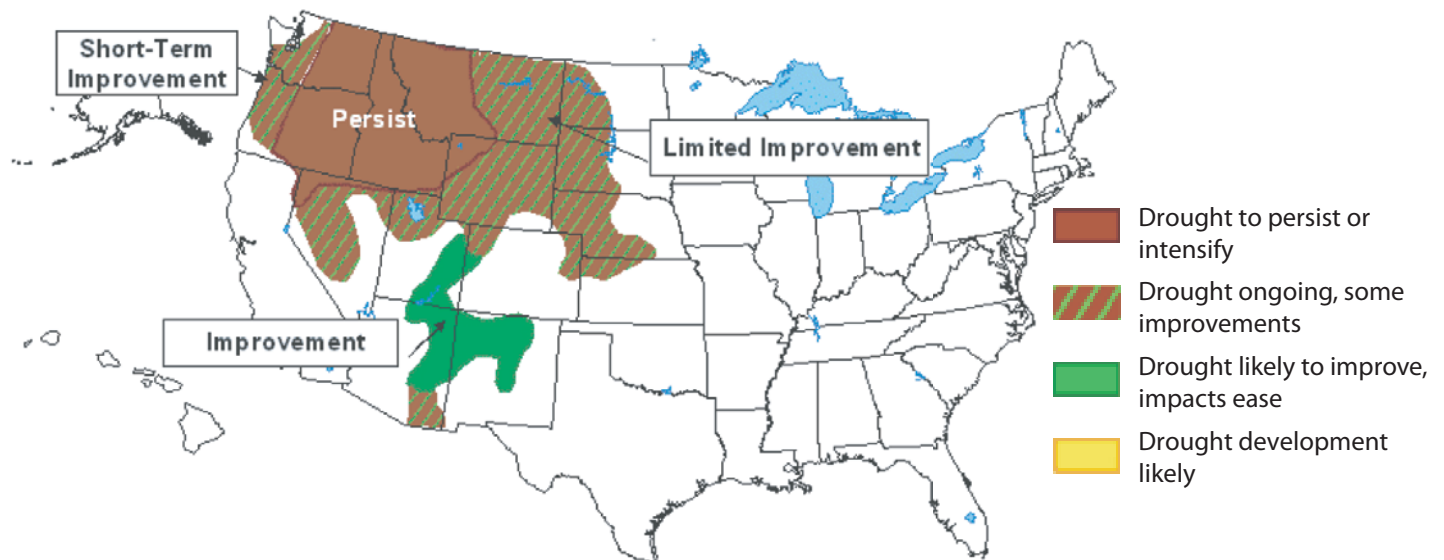 Short-Term
Improvement
Persist
Limited Improvement
Improvement
Drought to persist or
intensify
Drought ongoing, some
improvements
Drought likely to improve,
impacts ease
Drought development
likely